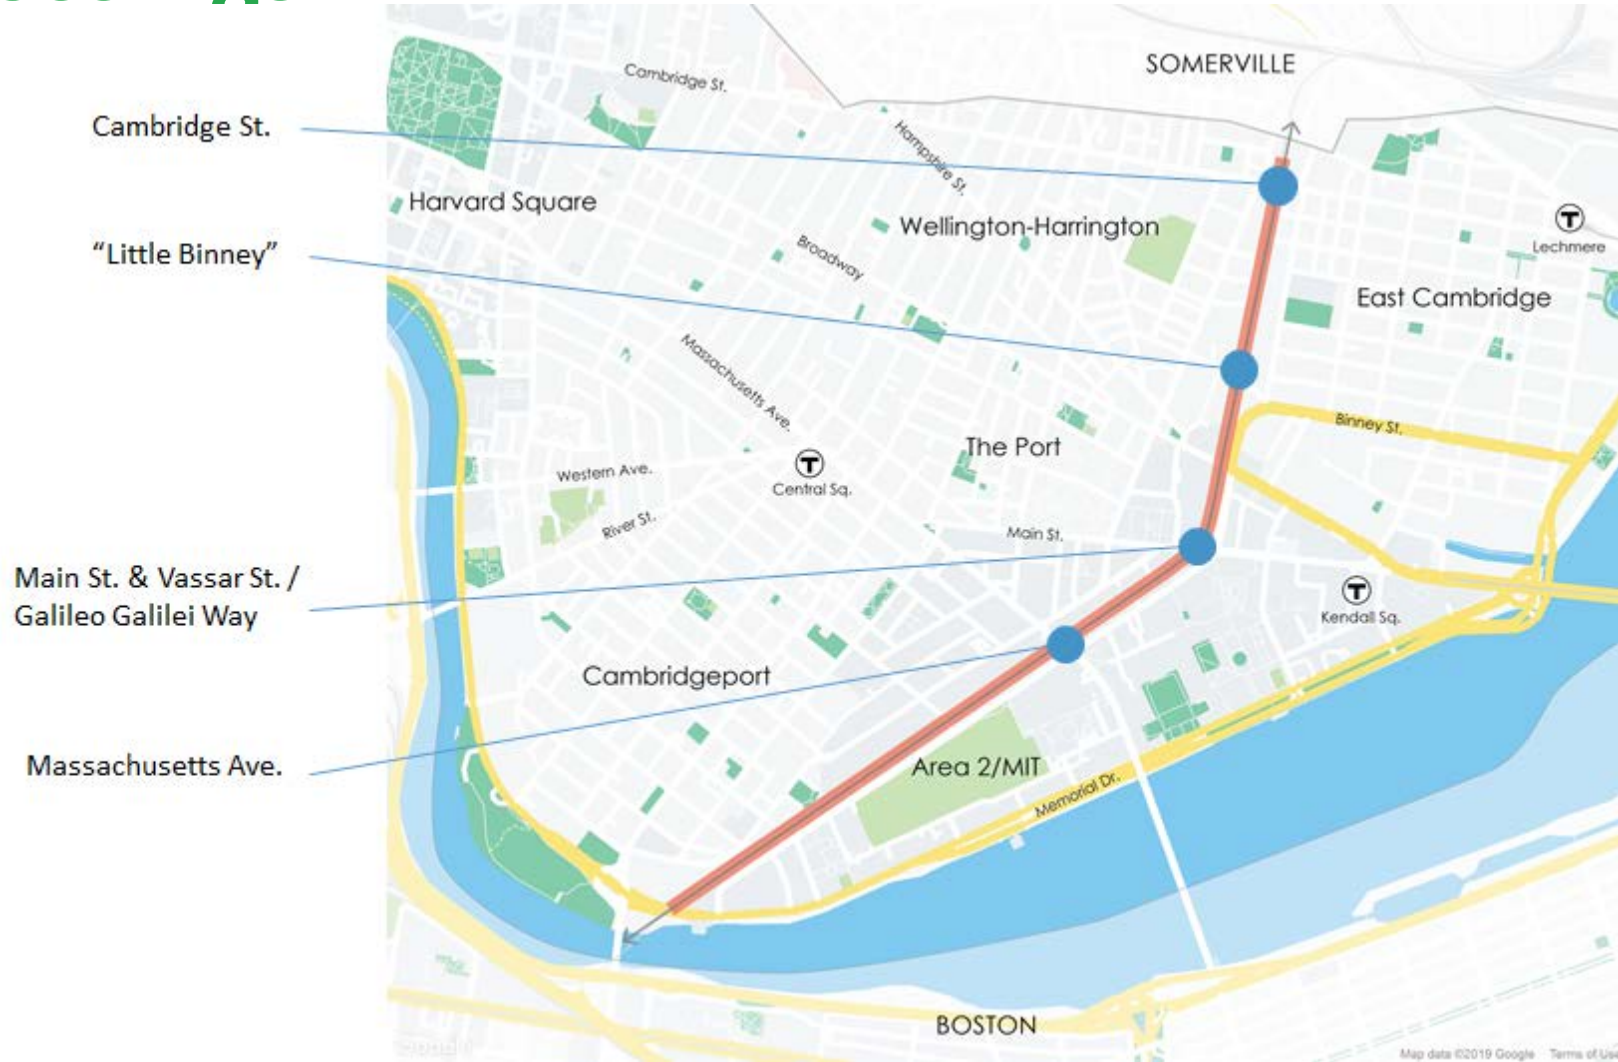 SOMERVILLE
Cambridge St.
Cambridge St.
Hampshire St.
Harvard Square
Wellington-Harrington
T
Lechmere
“Little Binney”
Broadway
East Cambridge
Massachusetts Ave.
Binney St.
The Port
T
Central Sq.
Western Ave.
River St.
Main St.
Main St. & Vassar St. /
Galileo Galilei Way
T
Kendall Sq.
Cambridgeport
Massachusetts Ave.
Area 2/MIT
Memorial Dr.
BOSTON
Map data ©2019 Google